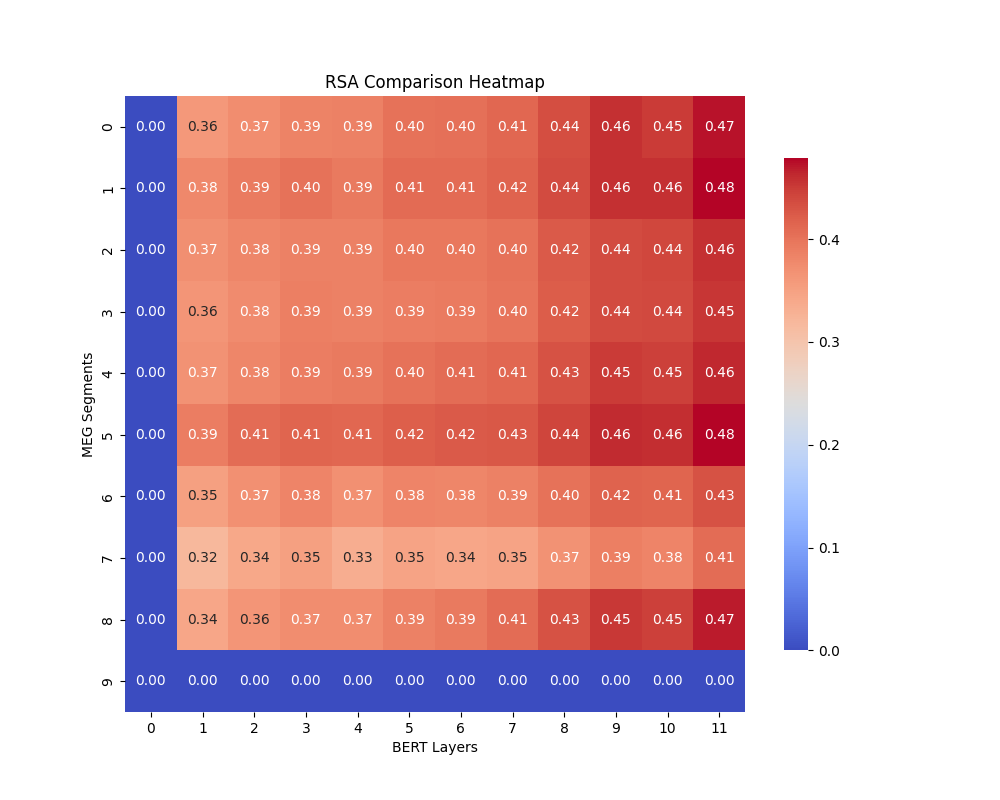 RSA Comparison Heatmap
0 0.00 0.36 0.37 0.39 0.39 0.40 0.40 0.41 0.44 0.46 0.45 0.47
1 0.00 0.38 0.39 0.40 0.39 0.41 0.41 0.42 0.44 0.46 0.46 0.48
2 0.00 0.37 0.38 0.39 0.39 0.40 0.40 0.40 0.42 0.44 0.44 0.46
3 0.00 0.36 0.38 0.39 0.39 0.39 0.39 0.40 0.42 0.44 0.44 0.45
4 0.00 0.37 0.38 0.39 0.39 0.40 0.41 0.41 0.43 0.45 0.45 0.46
5 0.00 0.39 0.41 0.41 0.41 0.42 0.42 0.43 0.44 0.46 0.46 0.48
6 0.00 0.35 0.37 0.38 0.37 0.38 0.38 0.39 0.40 0.42 0.41 0.43
7 0.00 0.32 0.34 0.35 0.33 0.35 0.34 0.35 0.37 0.39 0.38 0.41
8 0.00 0.34 0.36 0.37 0.37 0.39 0.39 0.41 0.43 0.45 0.45 0.47
9 0.00 0.00 0.00 0.00 0.00 0.00 0.00 0.00 0.00 0.00 0.00 0.00
0 1 2 3 4 5 6 7 8 9 10 11
BERT Layers
MEG Segments
0.4
0.3
0.2
0.1
0.0